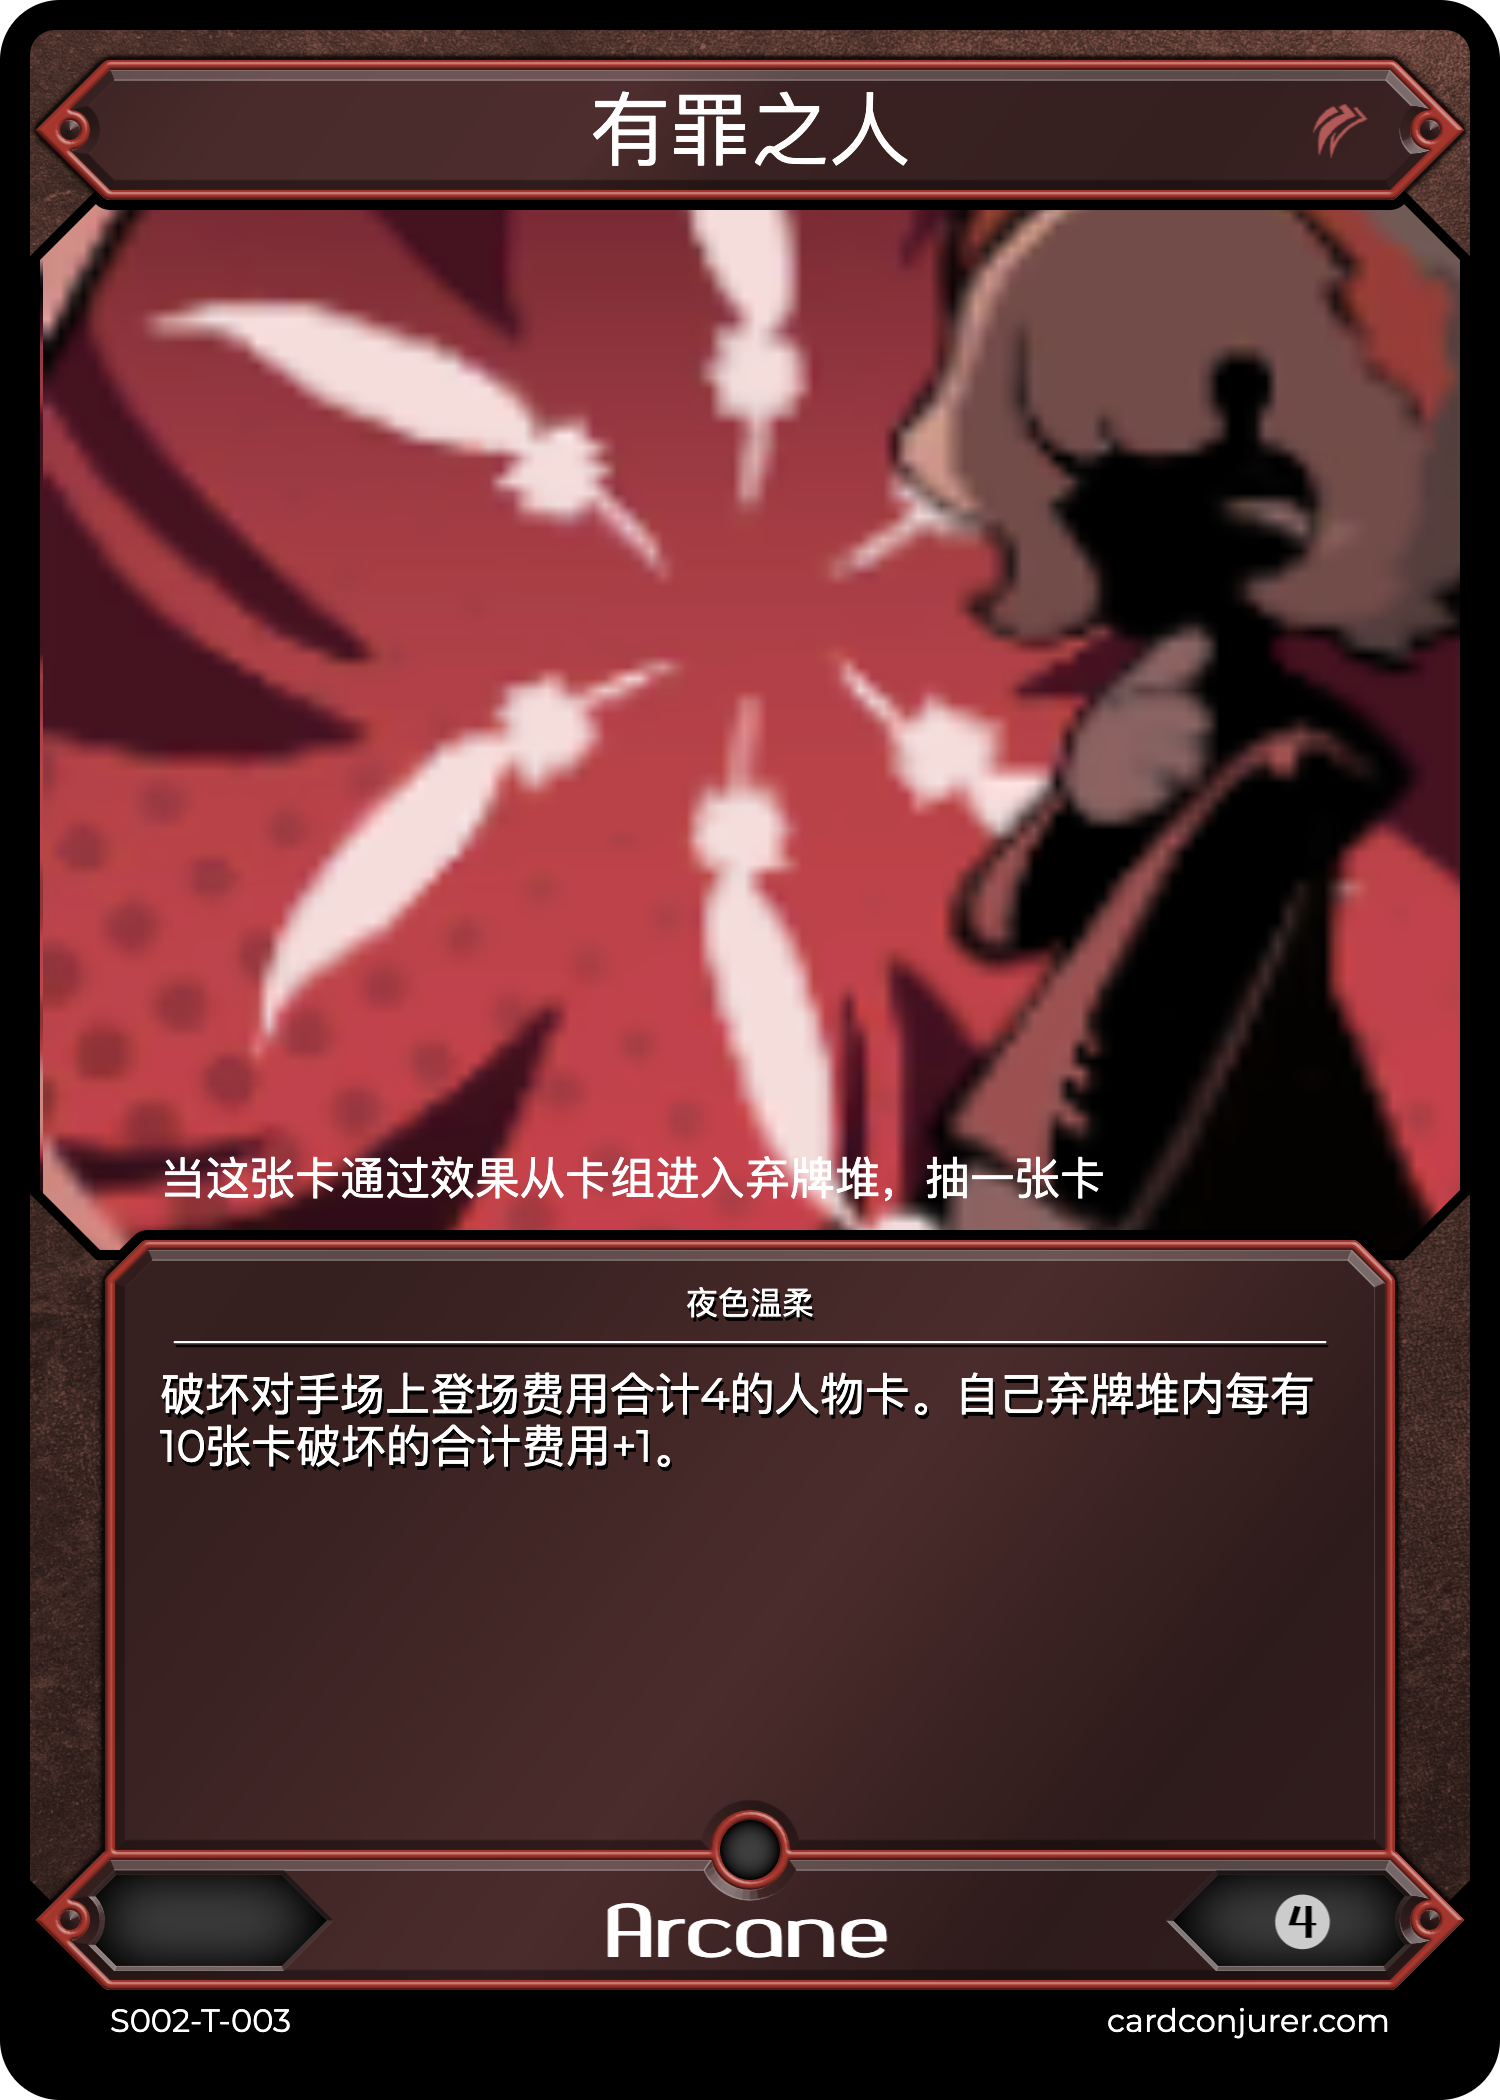 有罪之人
当这张卡通过效果从卡组进入弃牌堆，抽一张卡
夜色温柔
破坏对手场上登场费用合计4的人物卡。自己弃牌堆内每有
10张卡破坏的合计费用+1。
Arcane
4
S002-T-003
cardconjurer.com